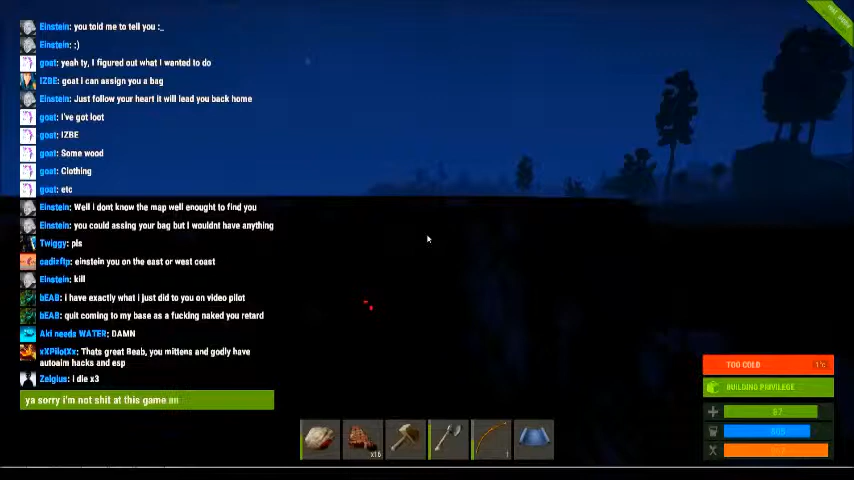 Einstein: you told me to tell you :_
Einstein: :)
goat: yeah ty, I figured out what I wanted to do
IZBE: goat i can assign you a bag
Einstein: Just follow your heart it will lead you back home
goat: I've got loot
goat: IZBE
goat: Some wood
goat: Clothing
goat: etc
Einstein: Well i dont know the map well enought to find you
Einstein: you could assing your bag but I wouldnt have anything
Twiggy: pls
cadizftp: einstein you on the east or west coast
Einstein: kill
bEAB: i have exactly what i just did to you on video pilot
bEAB: quit coming to my base as a fucking naked you retard
Aki needs WATER: DAMN
xXPilotXx: Thats great Beab, you mittens and godly have
autoaim hacks and esp
Zelgius: I die x3
ya sorry i'm not shit at this game an
TOO COLD
BUILDING PRIVILEGE
87
x16
1